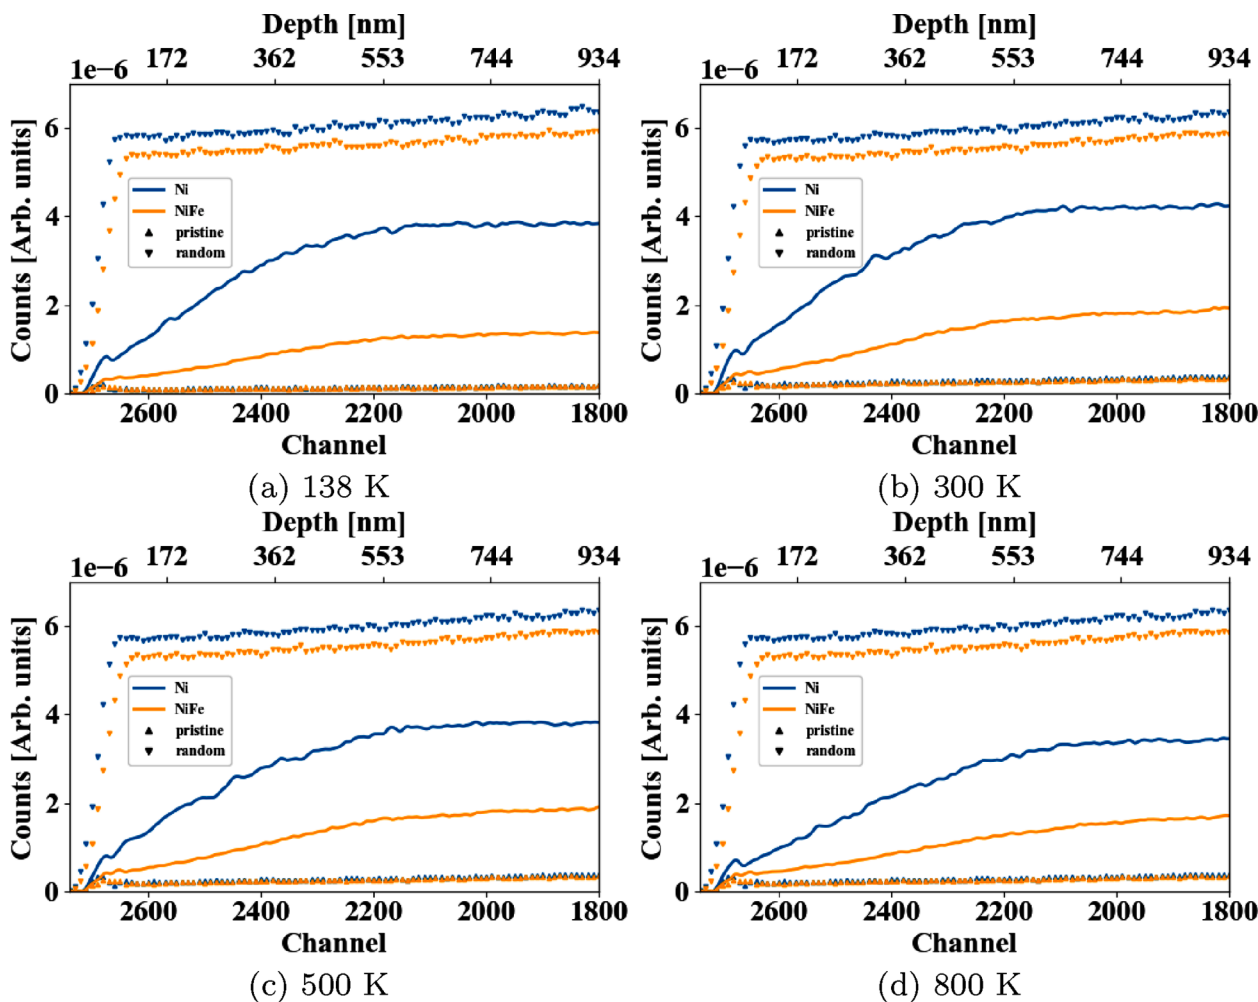 Depth [nm]
172 362 553 744 934
1e−6
6
4
2
0
Counts [Arb. units]
Ni
NiFe
pristine
random
2600 2400 2200 2000 1800
Channel
(a) 138 K
Depth [nm]
172 362 553 744 934
1e−6
6
4
2
0
Counts [Arb. units]
Ni
NiFe
pristine
random
2600 2400 2200 2000 1800
Channel
(b) 300 K
Depth [nm]
172 362 553 744 934
1e−6
6
4
2
0
Counts [Arb. units]
Ni
NiFe
pristine
random
2600 2400 2200 2000 1800
Channel
(c) 500 K
Depth [nm]
172 362 553 744 934
1e−6
6
4
2
0
Counts [Arb. units]
Ni
NiFe
pristine
random
2600 2400 2200 2000 1800
Channel
(d) 800 K